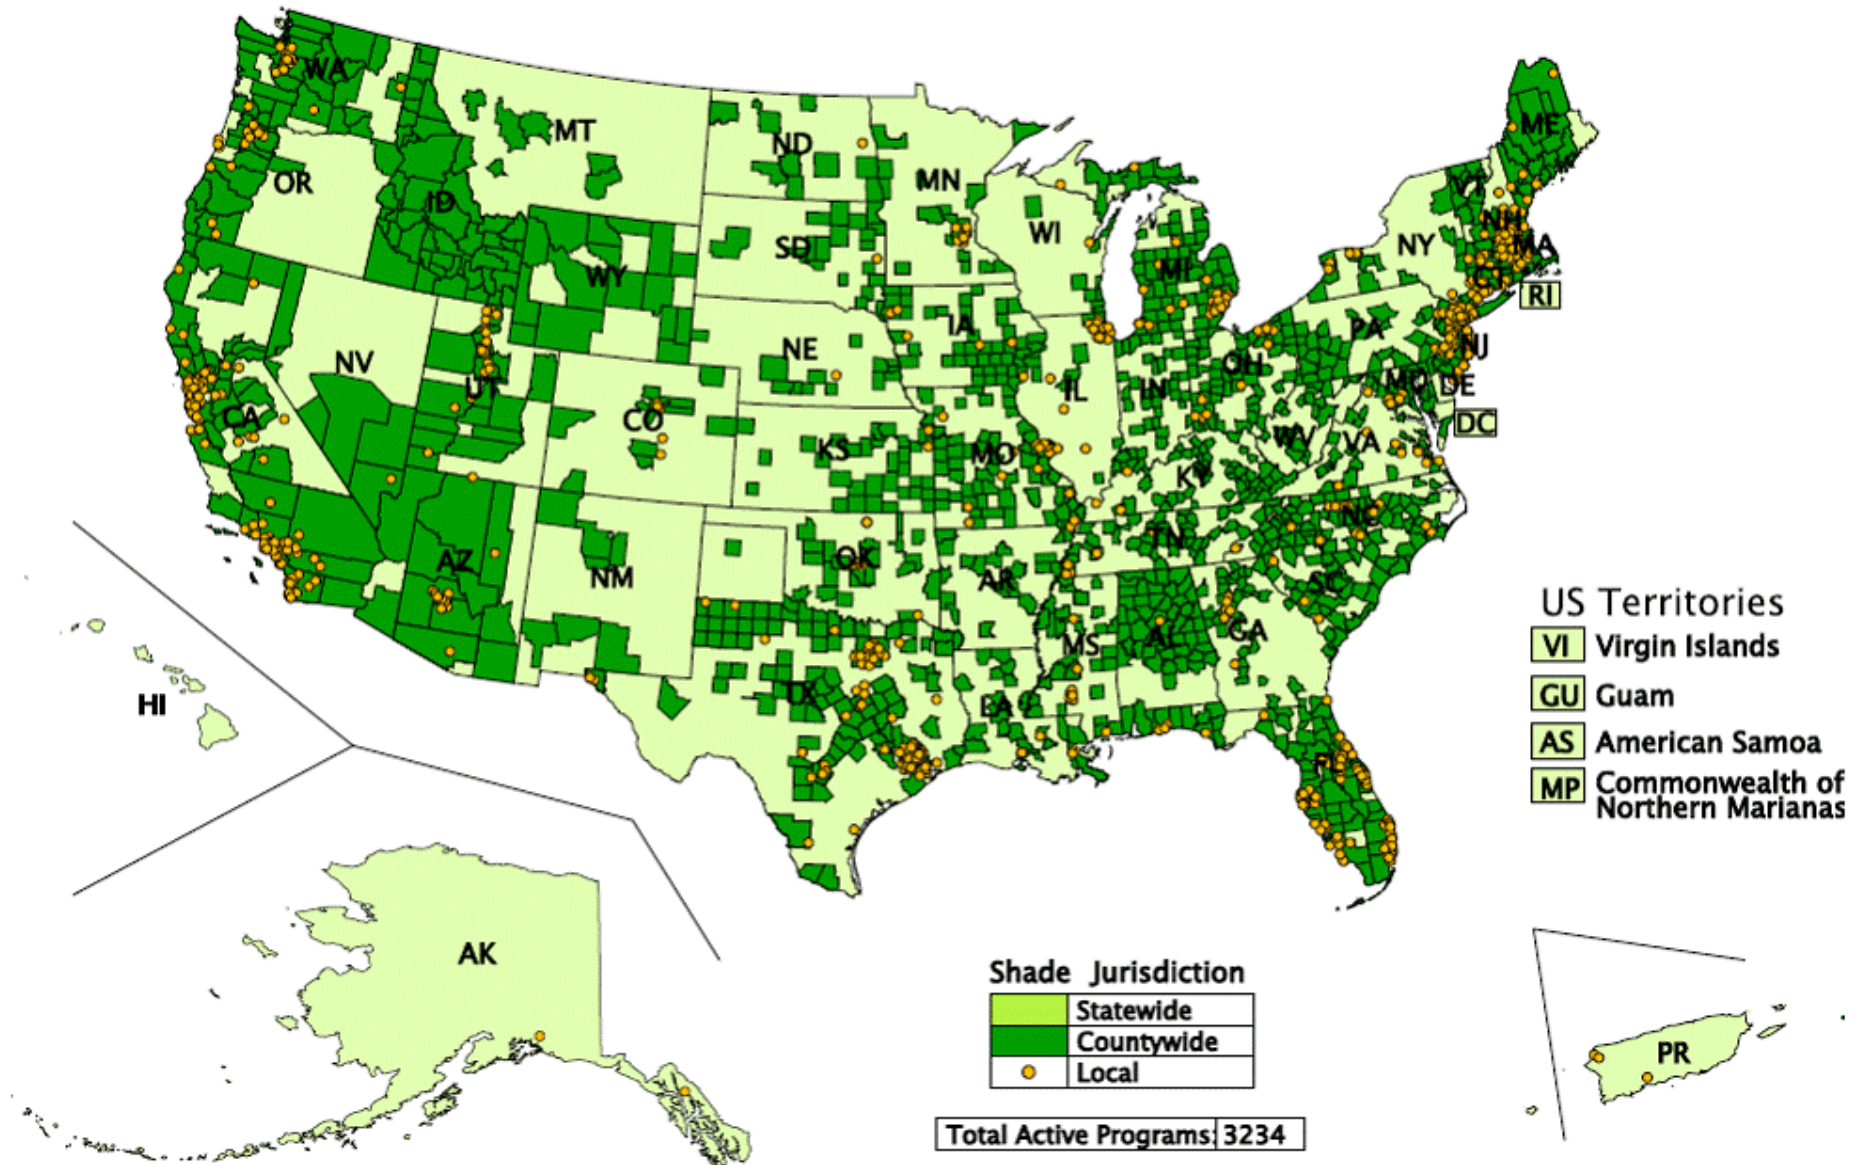 WA
MT
ND
MN
ME
OR
ID
WI
VT
NH
NY
MA
CT
RI
SD
WY
MI
IA
PA
NJ
NE
NV
UT
OH
IL
IN
MD
DE
CO
CA
DC
KS
MO
WV
VA
KY
NC
TN
OK
AZ
NM
AR
SC
MS
AL
GA
TX
LA
FL
HI
US Territories
VI Virgin Islands
GU Guam
AS American Samoa
MP Commonwealth of
Northern Marianas
AK
PR
Shade Jurisdiction
Statewide
Countywide
Local
Total Active Programs: 3234